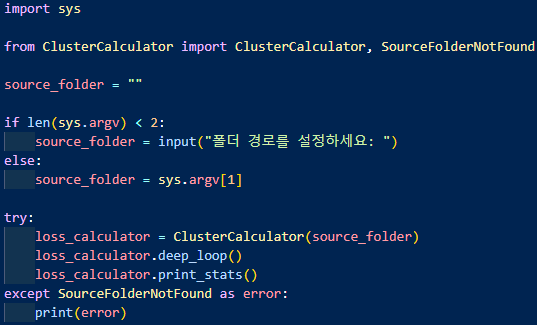 import sys
from ClusterCalculator import ClusterCalculator, SourceFolderNotFound
source_folder = ""
if len(sys.argv) < 2:
source_folder = input("폴더 경로를 설정하세요: ")
else:
source_folder = sys.argv[1]
try:
loss_calculator = ClusterCalculator(source_folder)
loss_calculator.deep_loop()
loss_calculator.print_stats()
except SourceFolderNotFound as error:
print(error)